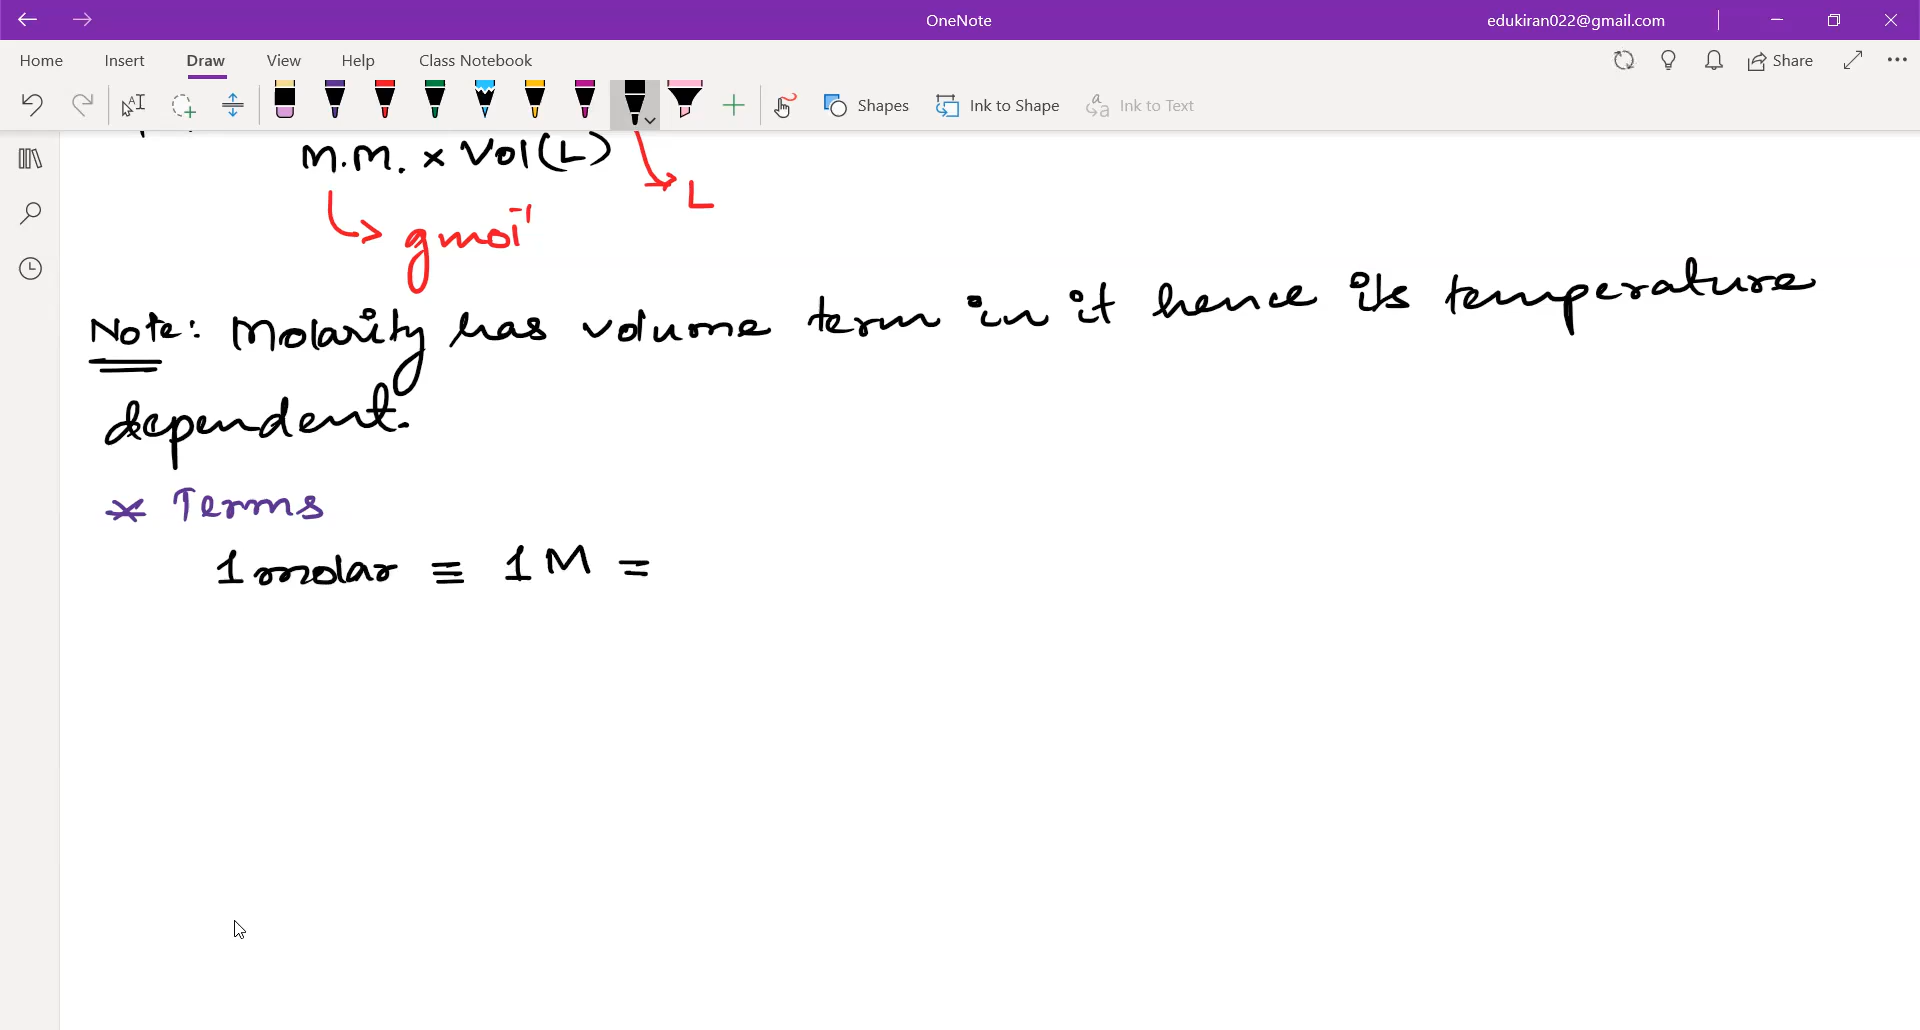 OneNote
edukiran022@gmail.com
Home Insert Draw View Help Class Notebook
Share
Shapes Ink to Shape Ink to Text
M.M. × Vol(L)
L
g mol⁻¹
Note: Molarity has volume term in it hence its temperature
dependent.
* Terms
1 molar ≡ 1 M =